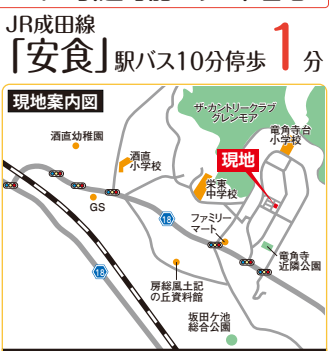 JR成田線
「安食」駅バス10分停歩1分
現地案内図
ザ・カントリークラブ
グレンモア
竜角寺台
小学校
酒直幼稚園
酒直
小学校
現地
栄東
中学校
GS
18
ファミリー
マート
18
竜角寺
近隣公園
房総風土記
の丘資料館
坂田ケ池
総合公園